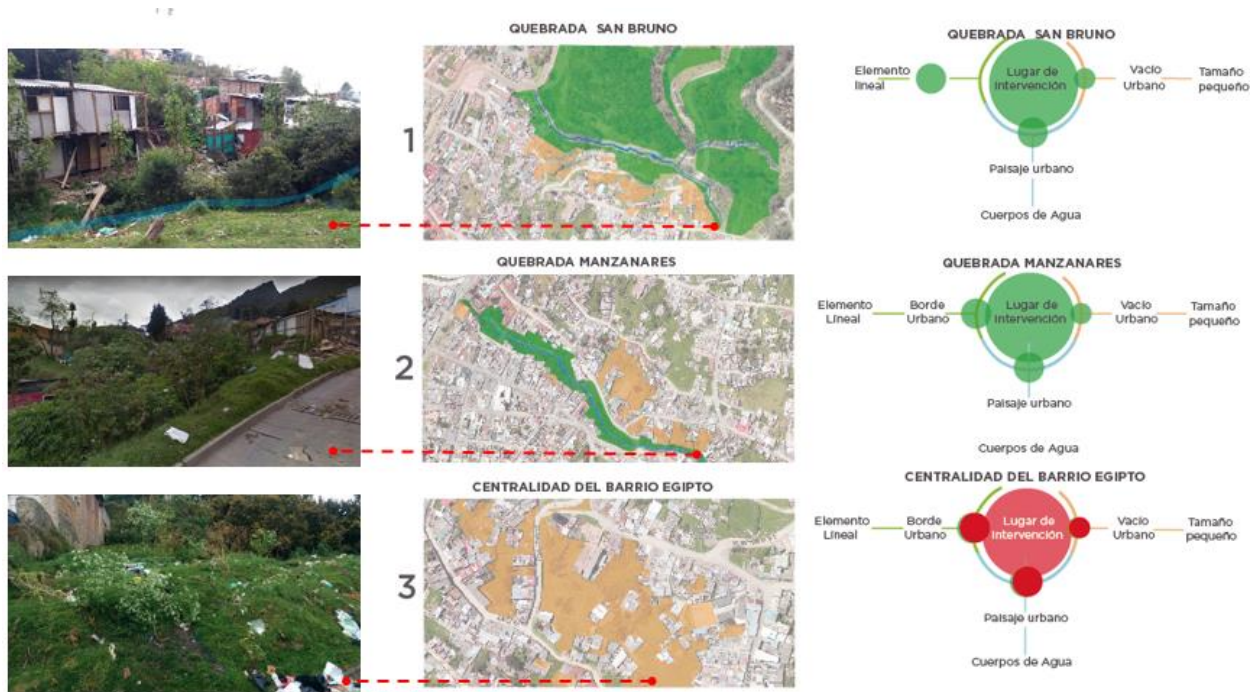 QUEBRADA SAN BRUNO
1
QUEBRADA SAN BRUNO
Elemento
lineal
Lugar de
Intervención
Vacío
Urbano
Tamaño
pequeño
Paisaje urbano
Cuerpos de Agua
QUEBRADA MANZANARES
2
QUEBRADA MANZANARES
Elemento
Líneal
Borde
Urbano
Lugar de
Intervención
Vacío
Urbano
Tamaño
pequeño
Paisaje urbano
Cuerpos de Agua
CENTRALIDAD DEL BARRIO EGIPTO
3
CENTRALIDAD DEL BARRIO EGIPTO
Elemento
Líneal
Borde
Urbano
Lugar de
Intervención
Vacío
Urbano
Tamaño
pequeño
Paisaje urbano
Cuerpos de Agua